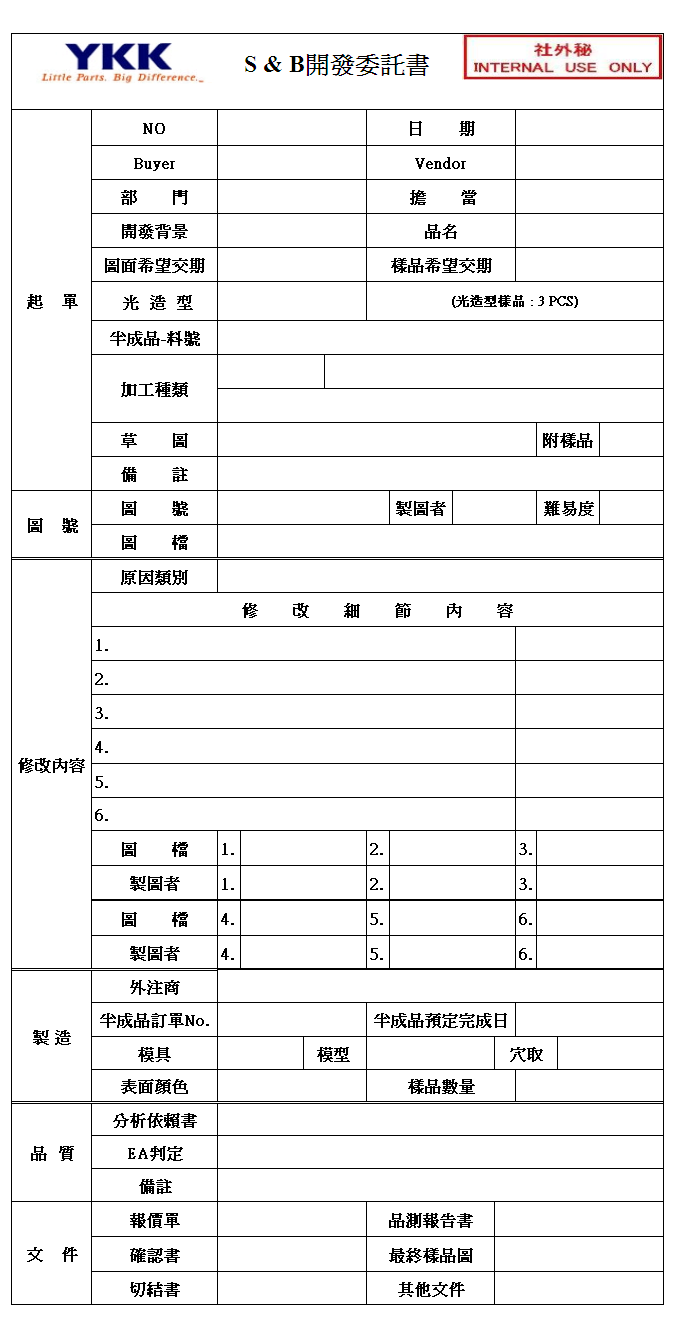 YKK
Little Parts. Big Difference.
S & B開發委託書
社外秘
INTERNAL USE ONLY
起 單
NO
日 期
Buyer
Vendor
部 門
擔 當
開發背景
品名
圖面希望交期
樣品希望交期
光 造 型
(光造型樣品 : 3 PCS)
半成品-料號
加工種類
草 圖
附樣品
備 註
圖 號
圖 號
製圖者
難易度
圖 檔
修改內容
原因類別
修 改 細 節 內 容
1.
2.
3.
4.
5.
6.
圖 檔 1. 2. 3.
製圖者 1. 2. 3.
圖 檔 4. 5. 6.
製圖者 4. 5. 6.
製 造
外注商
半成品訂單No.
半成品預定完成日
模具
模型
穴取
表面顏色
樣品數量
品 質
分析依賴書
EA判定
備註
文 件
報價單
品測報告書
確認書
最終樣品圖
切結書
其他文件